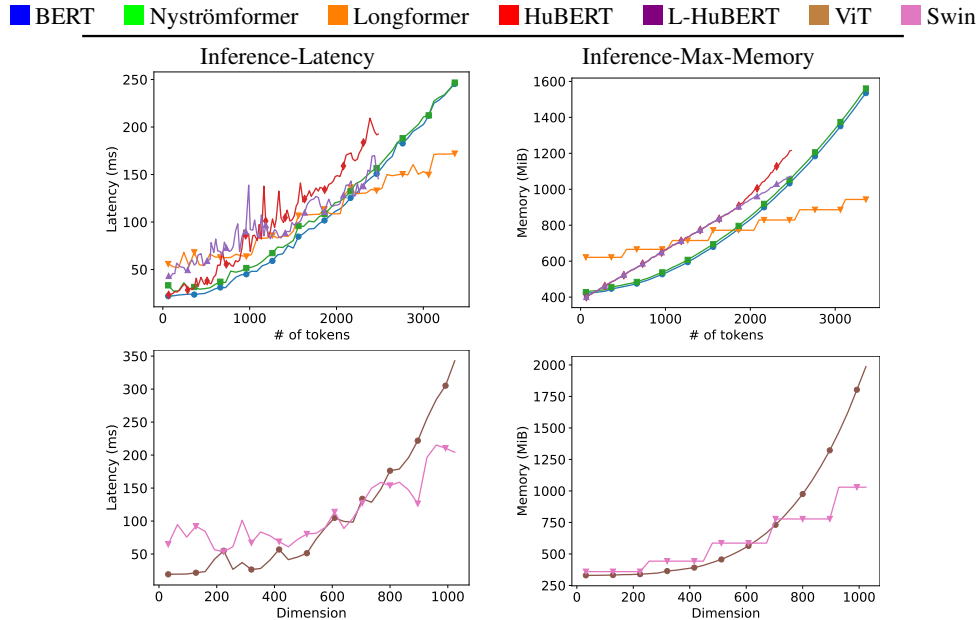 BERT Nyströmformer Longformer HuBERT L-HuBERT ViT Swin
Inference-Latency Inference-Max-Memory
250
200
150
100
50
Latency (ms)
0 1000 2000 3000
# of tokens
1600
1400
1200
1000
800
600
400
Memory (MiB)
0 1000 2000 3000
# of tokens
350
300
250
200
150
100
50
Latency (ms)
0 200 400 600 800 1000
Dimension
2000
1750
1500
1250
1000
750
500
250
Memory (MiB)
0 200 400 600 800 1000
Dimension